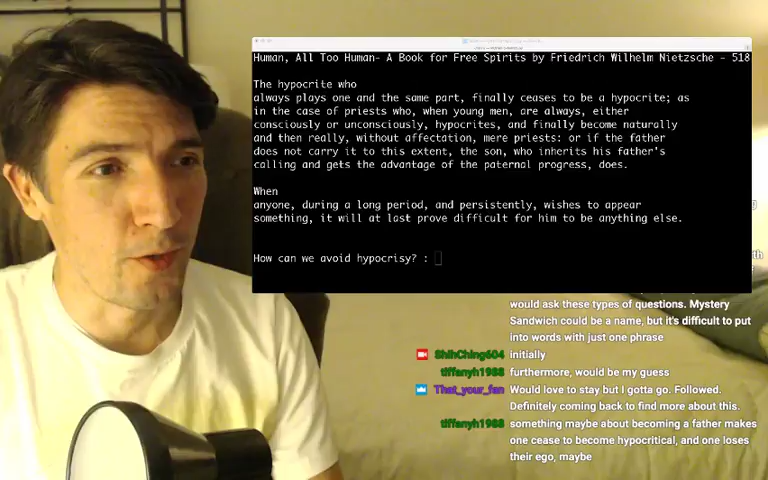 Human, All Too Human- A Book for Free Spirits by Friedrich Wilhelm Nietzsche - 518
The hypocrite who
always plays one and the same part, finally ceases to be a hypocrite; as
in the case of priests who, when young men, are always, either
consciously or unconsciously, hypocrites, and finally become naturally
and then really, without affectation, mere priests: or if the father
does not carry it to this extent, the son, who inherits his father's
calling and gets the advantage of the paternal progress, does.
When
anyone, during a long period, and persistently, wishes to appear
something, it will at last prove difficult for him to be anything else.
How can we avoid hypocrisy? :
would ask these types of questions. Mystery
Sandwich could be a name, but it's difficult to put
into words with just one phrase
ShihChing604 initially
tiffanyh1988 furthermore, would be my guess
That_your_fan Would love to stay but I gotta go. Followed.
Definitely coming back to find more about this.
tiffanyh1988 something maybe about becoming a father makes
one cease to become hypocritical, and one loses
their ego, maybe